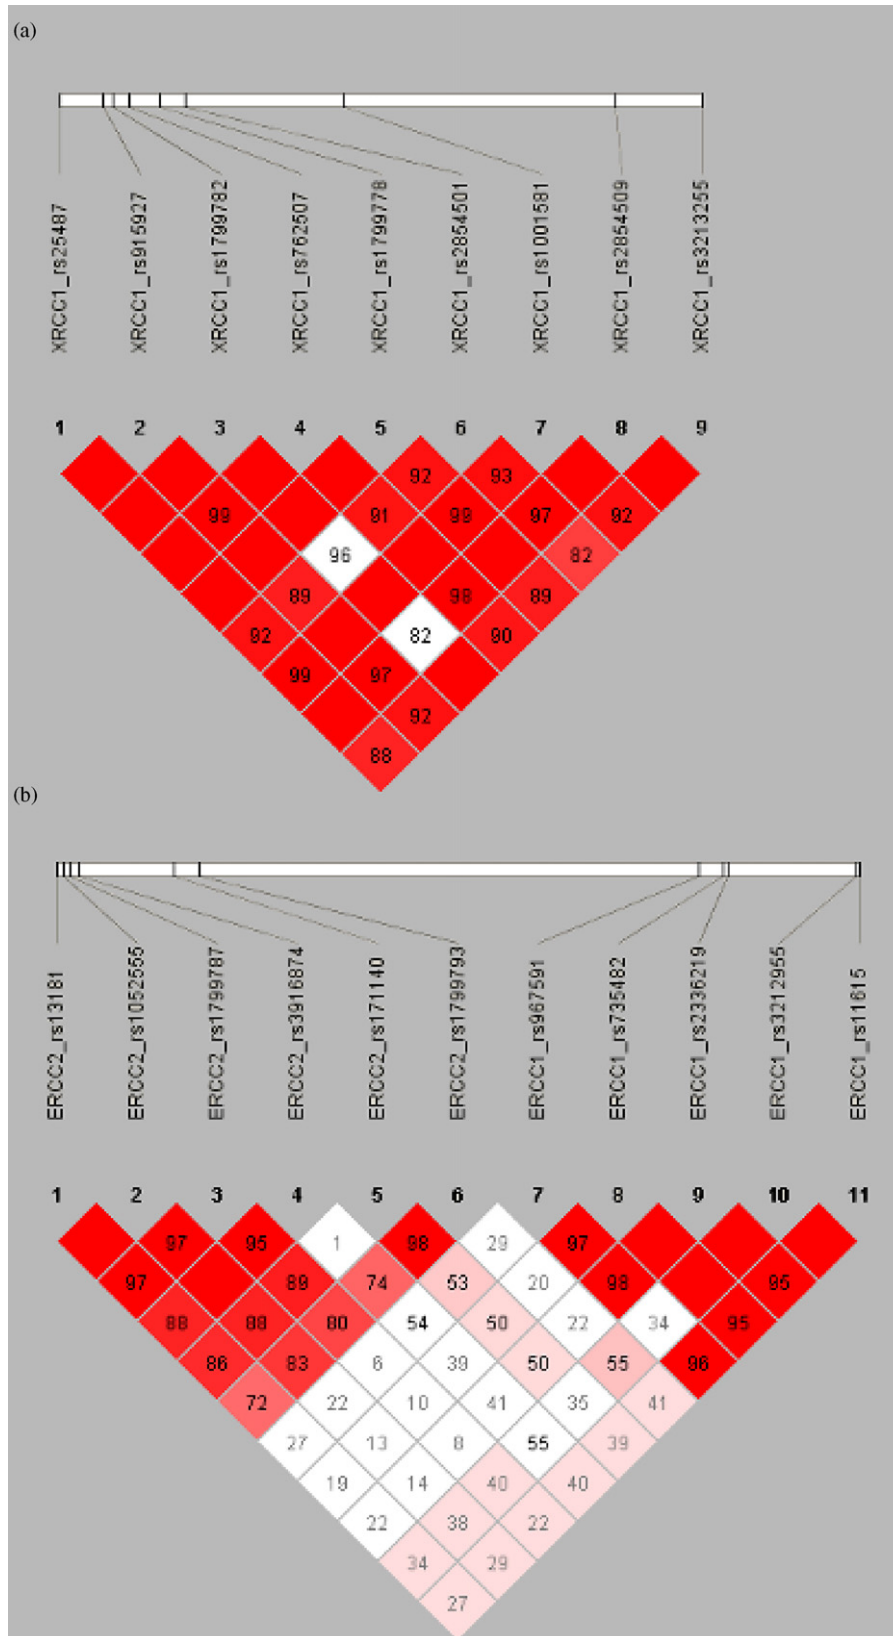 (a)
XRCC1_rs25487 XRCC1_rs915927 XRCC1_rs1799782 XRCC1_rs762507 XRCC1_rs1799778 XRCC1_rs2854501 XRCC1_rs1001581 XRCC1_rs2854509 XRCC1_rs3213255
1 2 3 4 5 6 7 8 9
92 93
99 91 99 97 92
96 82
89 98 89
92 82 90
99 97
92
88
(b)
ERCC2_rs13181 ERCC2_rs1052555 ERCC2_rs1799787 ERCC2_rs3916874 ERCC2_rs171140 ERCC2_rs1799793 ERCC1_rs967591 ERCC1_rs735482 ERCC1_rs2336219 ERCC1_rs3212955 ERCC1_rs11615
1 2 3 4 5 6 7 8 9 10 11
97 95 1 98 29 97
97 89 74 53 20 98 95
88 88 80 54 50 22 34 95
86 83 6 39 50 55 96
72 22 10 41 35 41
27 13 8 55 39
19 14 40 40
22 38 22
34 29
27